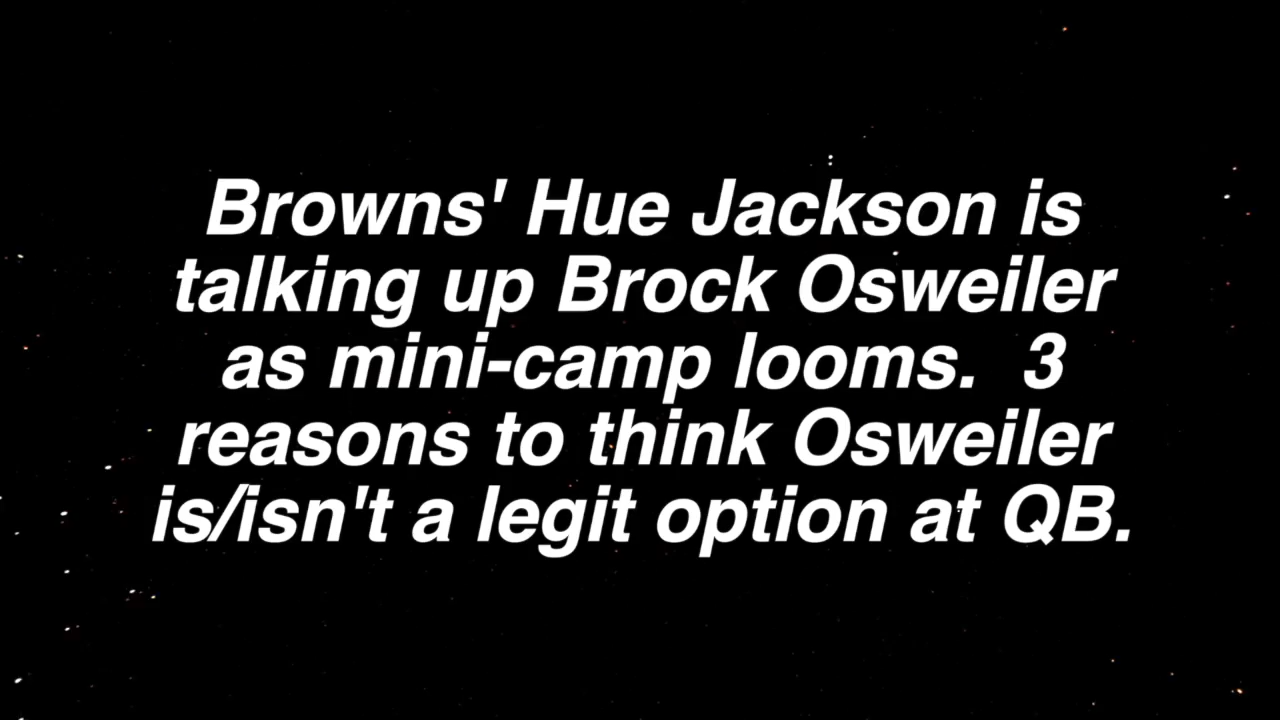 Browns' Hue Jackson is
talking up Brock Osweiler
as mini-camp looms.  3
reasons to think Osweiler
is/isn't a legit option at QB.